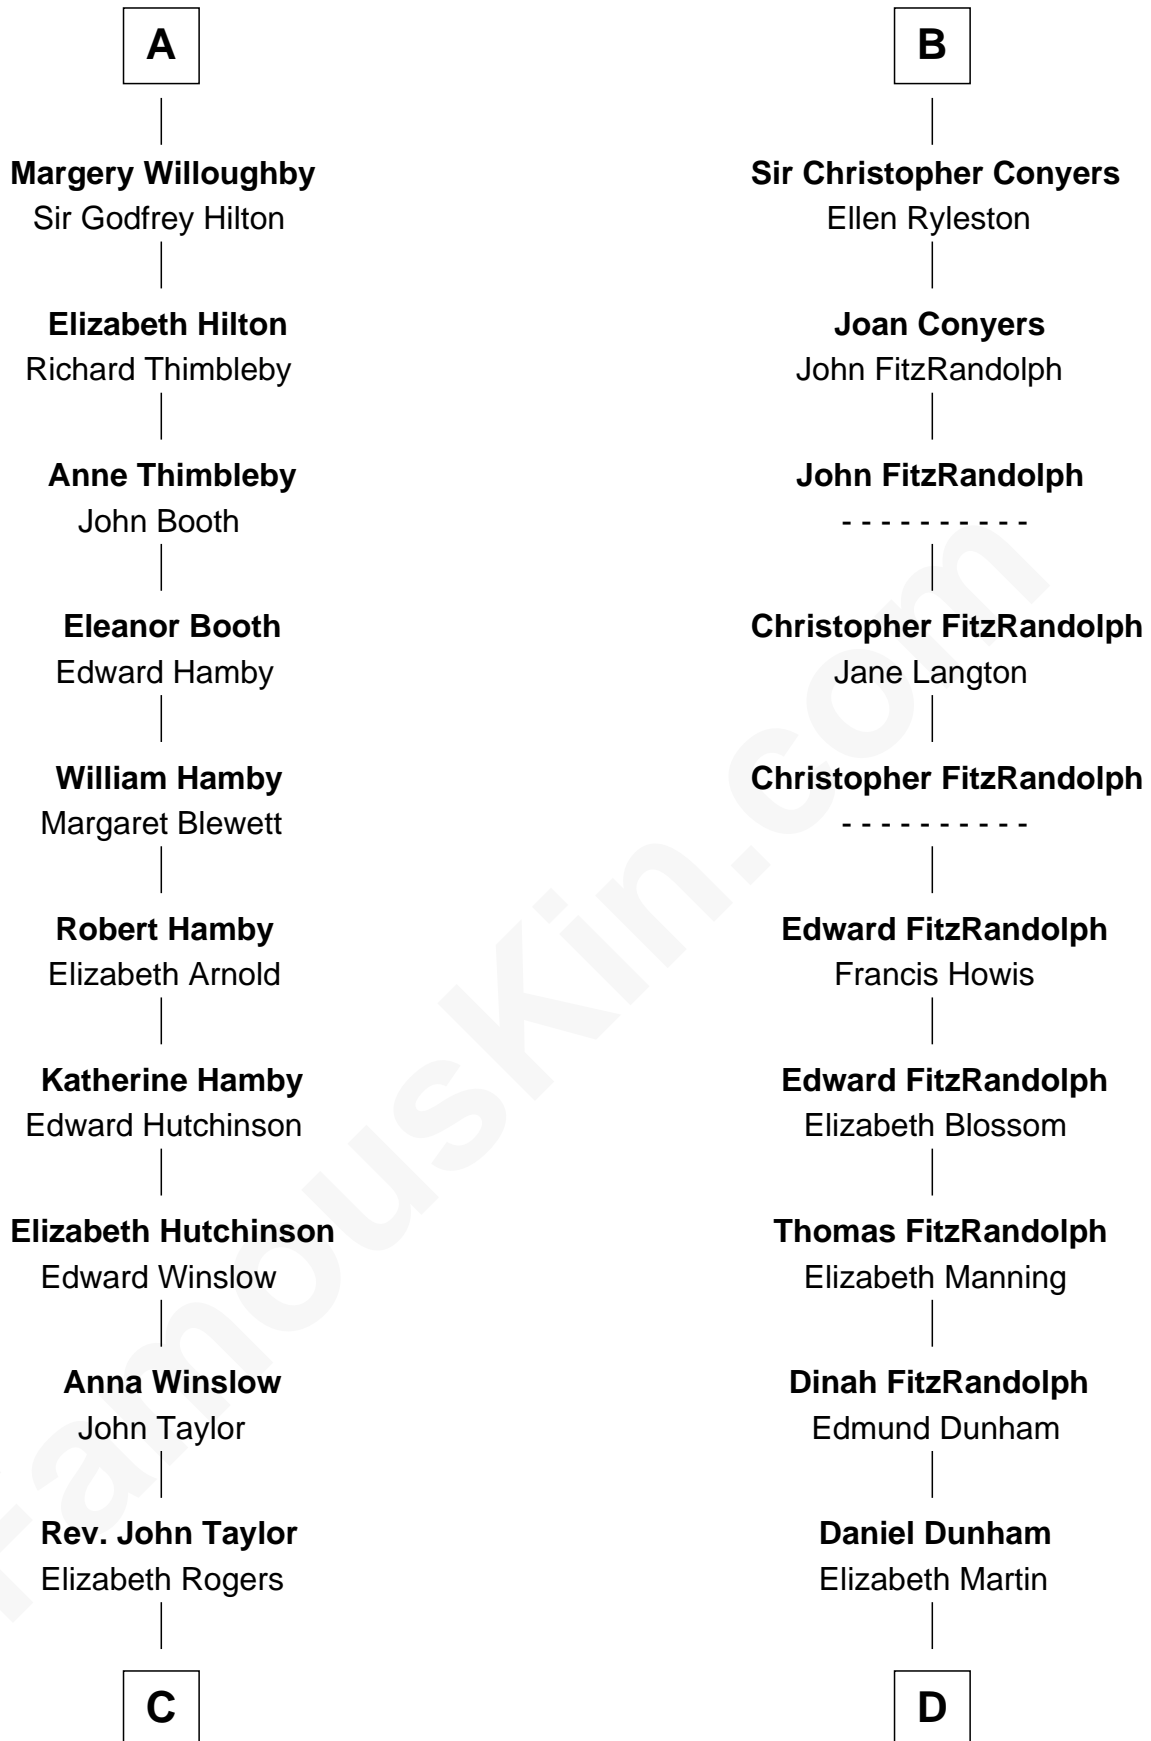 A
Margery Willoughby
Sir Godfrey Hilton
Elizabeth Hilton
Richard Thimbleby
Anne Thimbleby
John Booth
Eleanor Booth
Edward Hamby
William Hamby
Margaret Blewett
Robert Hamby
Elizabeth Arnold
Katherine Hamby
Edward Hutchinson
Elizabeth Hutchinson
Edward Winslow
Anna Winslow
John Taylor
Rev. John Taylor
Elizabeth Rogers
C
B
Sir Christopher Conyers
Ellen Ryleston
Joan Conyers
John FitzRandolph
John FitzRandolph
- - - - - - - - - -
Christopher FitzRandolph
Jane Langton
Christopher FitzRandolph
- - - - - - - - - -
Edward FitzRandolph
Francis Howis
Edward FitzRandolph
Elizabeth Blossom
Thomas FitzRandolph
Elizabeth Manning
Dinah FitzRandolph
Edmund Dunham
Daniel Dunham
Elizabeth Martin
D
FamousKin.com